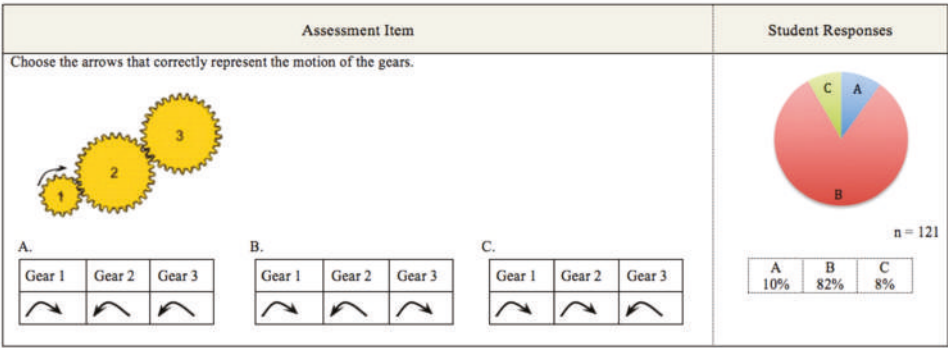 Assessment Item
Student Responses
Choose the arrows that correctly represent the motion of the gears.
1
2
3
A.
Gear 1 Gear 2 Gear 3
B.
Gear 1 Gear 2 Gear 3
C.
Gear 1 Gear 2 Gear 3
C A
B
n = 121
A B C
10% 82% 8%